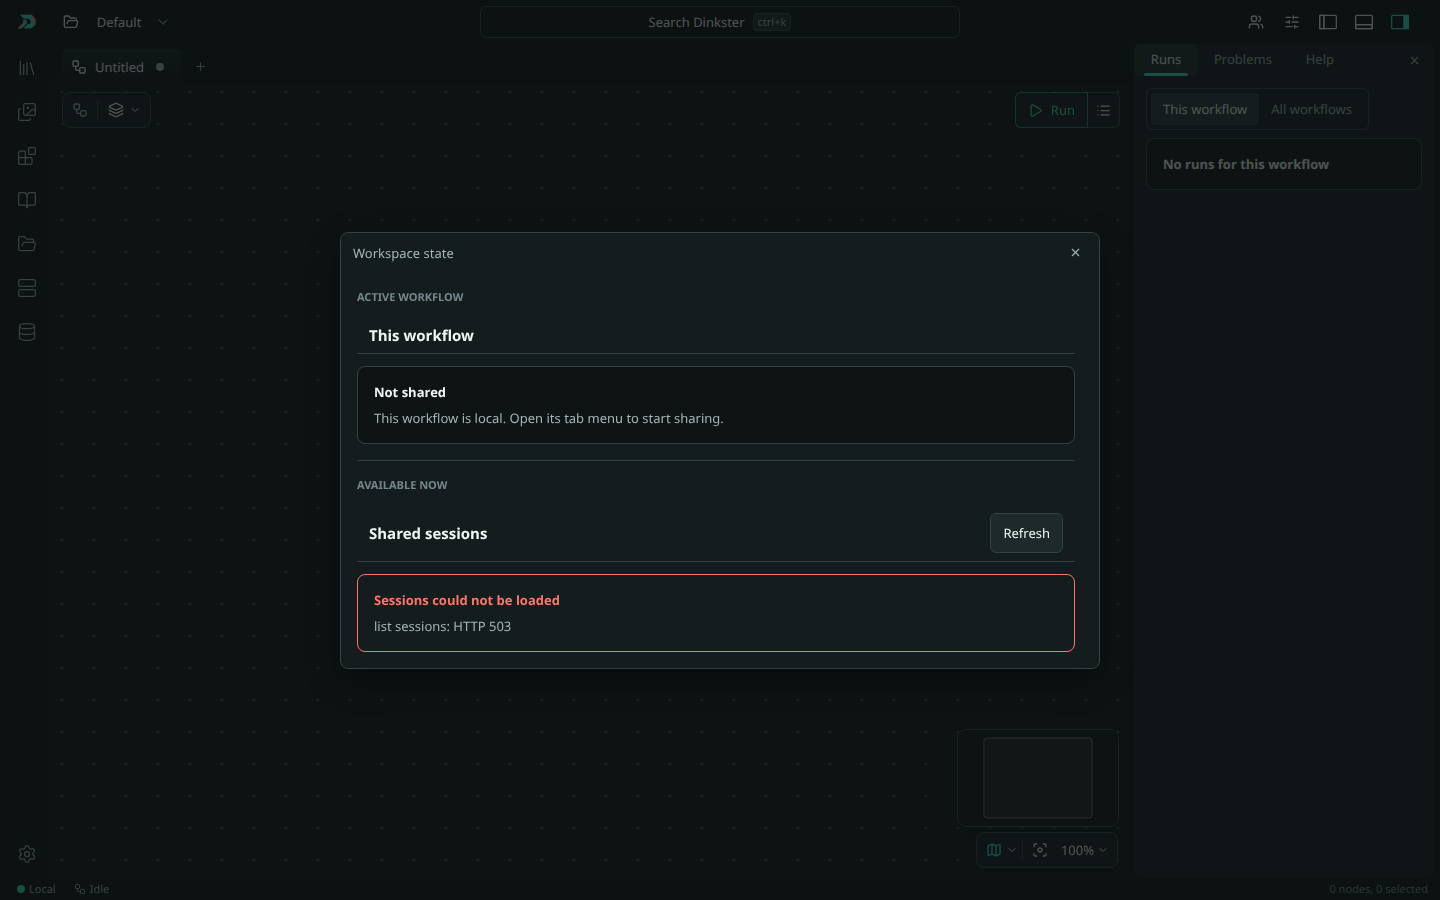 Default
Search Dinkster ctrl+k
Untitled
Run
Runs
Problems
Help
This workflow
All workflows
No runs for this workflow
Workspace state
ACTIVE WORKFLOW
This workflow
Not shared
This workflow is local. Open its tab menu to start sharing.
AVAILABLE NOW
Shared sessions
Refresh
Sessions could not be loaded
list sessions: HTTP 503
100%
Local
Idle
0 nodes, 0 selected